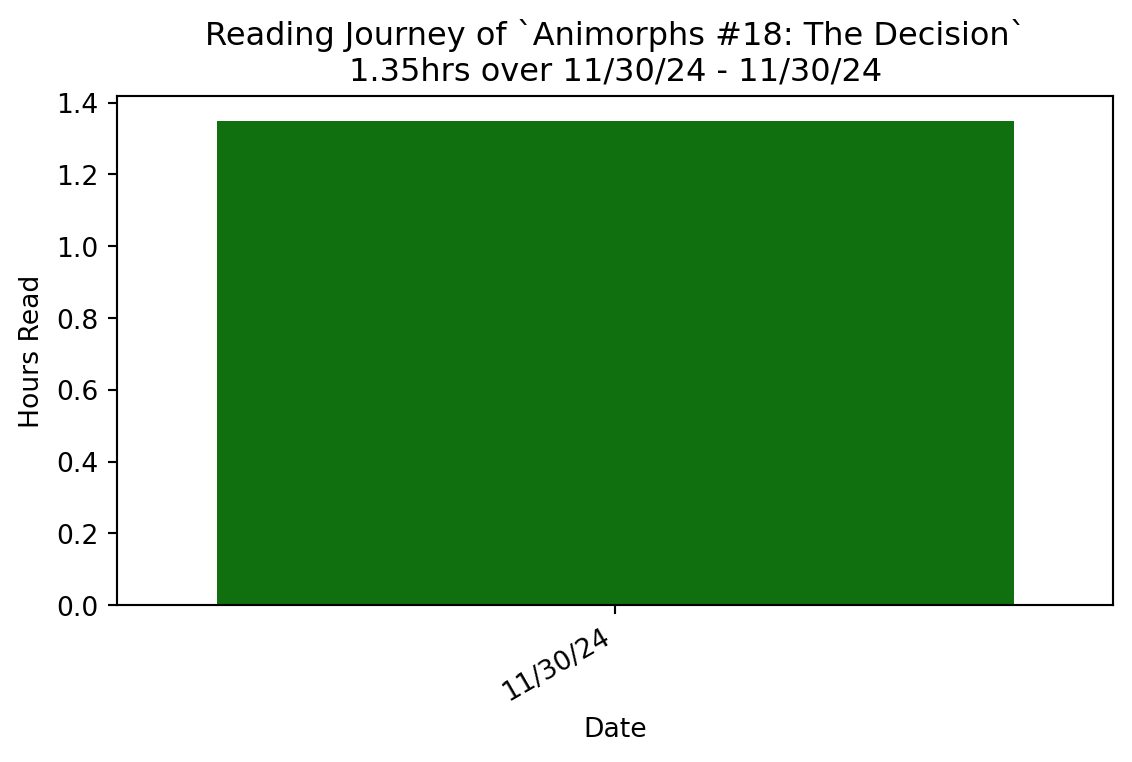 Reading Journey of `Animorphs #18: The Decision`
1.35hrs over 11/30/24 - 11/30/24
1.4
1.2
1.0
0.8
0.6
0.4
0.2
0.0
Hours Read
11/30/24
Date